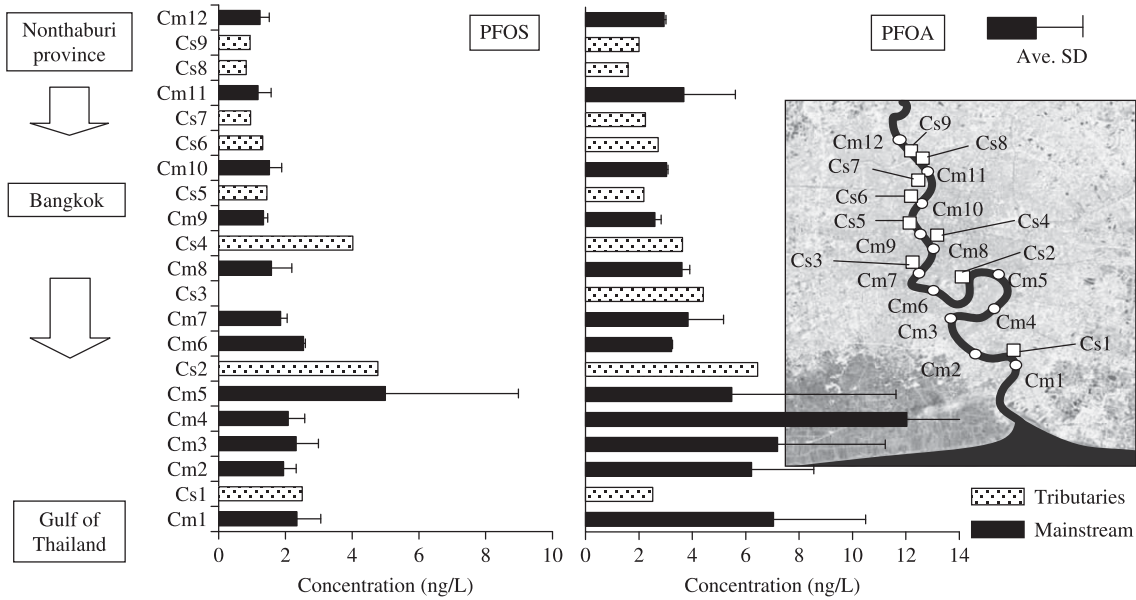 Nonthaburi
province
Bangkok
Gulf of
Thailand
Cm12
Cs9
Cs8
Cm11
Cs7
Cs6
Cm10
Cs5
Cm9
Cs4
Cm8
Cs3
Cm7
Cm6
Cs2
Cm5
Cm4
Cm3
Cm2
Cs1
Cm1
PFOS
0 2 4 6 8 10
Concentration (ng/L)
PFOA
0 2 4 6 8 10 12 14
Concentration (ng/L)
Ave. SD
Cs9
Cm12
Cs8
Cs7
Cm11
Cs6
Cm10
Cs5
Cs4
Cm9
Cm8
Cs3
Cs2
Cm7
Cm5
Cm6
Cm4
Cm3
Cs1
Cm2
Cm1
Tributaries
Mainstream